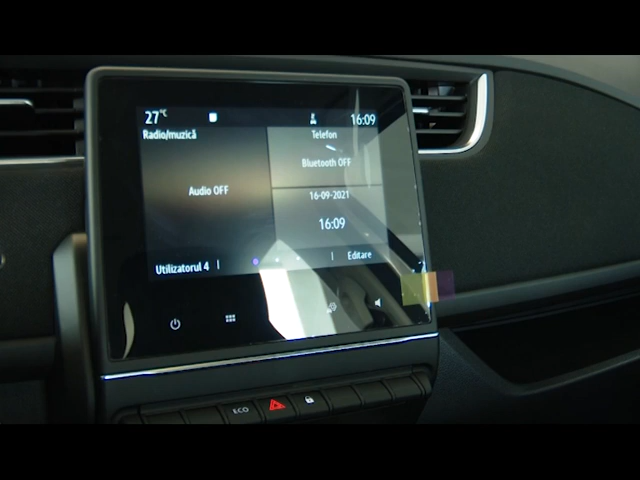 27°C 16:09
Radio/muzică
Telefon
Bluetooth OFF
Audio OFF
16-09-2021
16:09
Utilizatorul 4
Editare
ECO